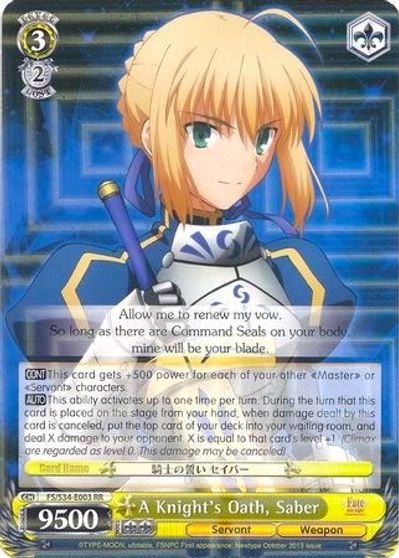 LEVEL
3
2
COST
Allow me to renew my vow.
So long as there are Command Seals on your body,
mine will be your blade.
CONT This card gets +500 power for each of your other «Master» or
«Servant» characters.
AUTO This ability activates up to one time per turn. During the turn that this
card is placed on the stage from your hand, when damage dealt by this
card is canceled, put the top card of your deck into your waiting room, and
deal X damage to your opponent. X is equal to that card's level +1 (Climax
are regarded as level 0. This damage may be canceled)
Card Name
騎士の誓い セイバー
CH FS/S34-E003 RR
Fate
9500
A Knight's Oath, Saber
Servant
Weapon
©TYPE-MOON, ufotable, FSNPC First appearance: Newtype October 2013 issue